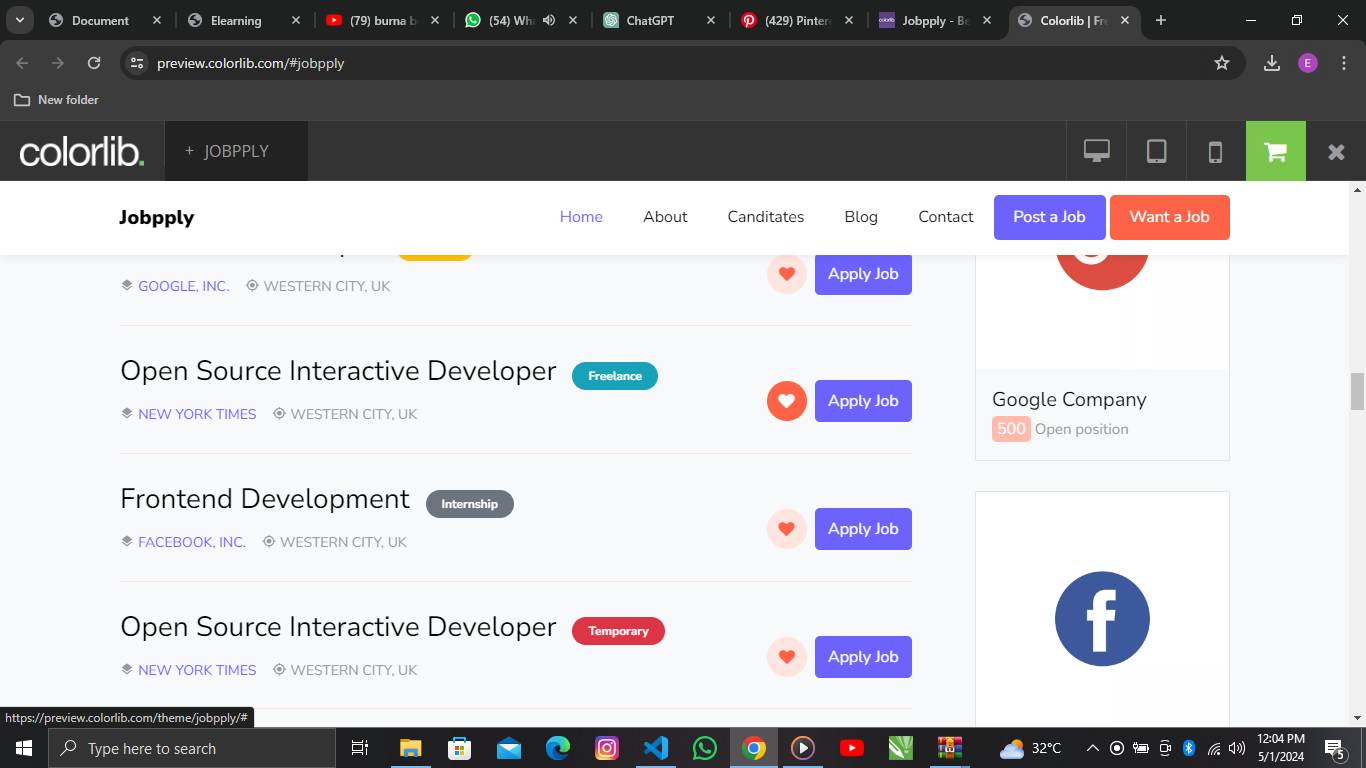 Document
Elearning
(79) burna b
(54) Wha
ChatGPT
(429) Pinter
Jobpply - Be
Colorlib | Fre
preview.colorlib.com/#jobpply
E
New folder
colorlib.
+ JOBPPLY
Jobpply
Home
About
Canditates
Blog
Contact
Post a Job
Want a Job
GOOGLE, INC.
WESTERN CITY, UK
Apply Job
Open Source Interactive Developer
Freelance
NEW YORK TIMES
WESTERN CITY, UK
Apply Job
Frontend Development
Internship
FACEBOOK, INC.
WESTERN CITY, UK
Apply Job
Open Source Interactive Developer
Temporary
NEW YORK TIMES
WESTERN CITY, UK
Apply Job
Google Company
500 Open position
https://preview.colorlib.com/theme/jobpply/#
Type here to search
32°C
12:04 PM
5/1/2024
5